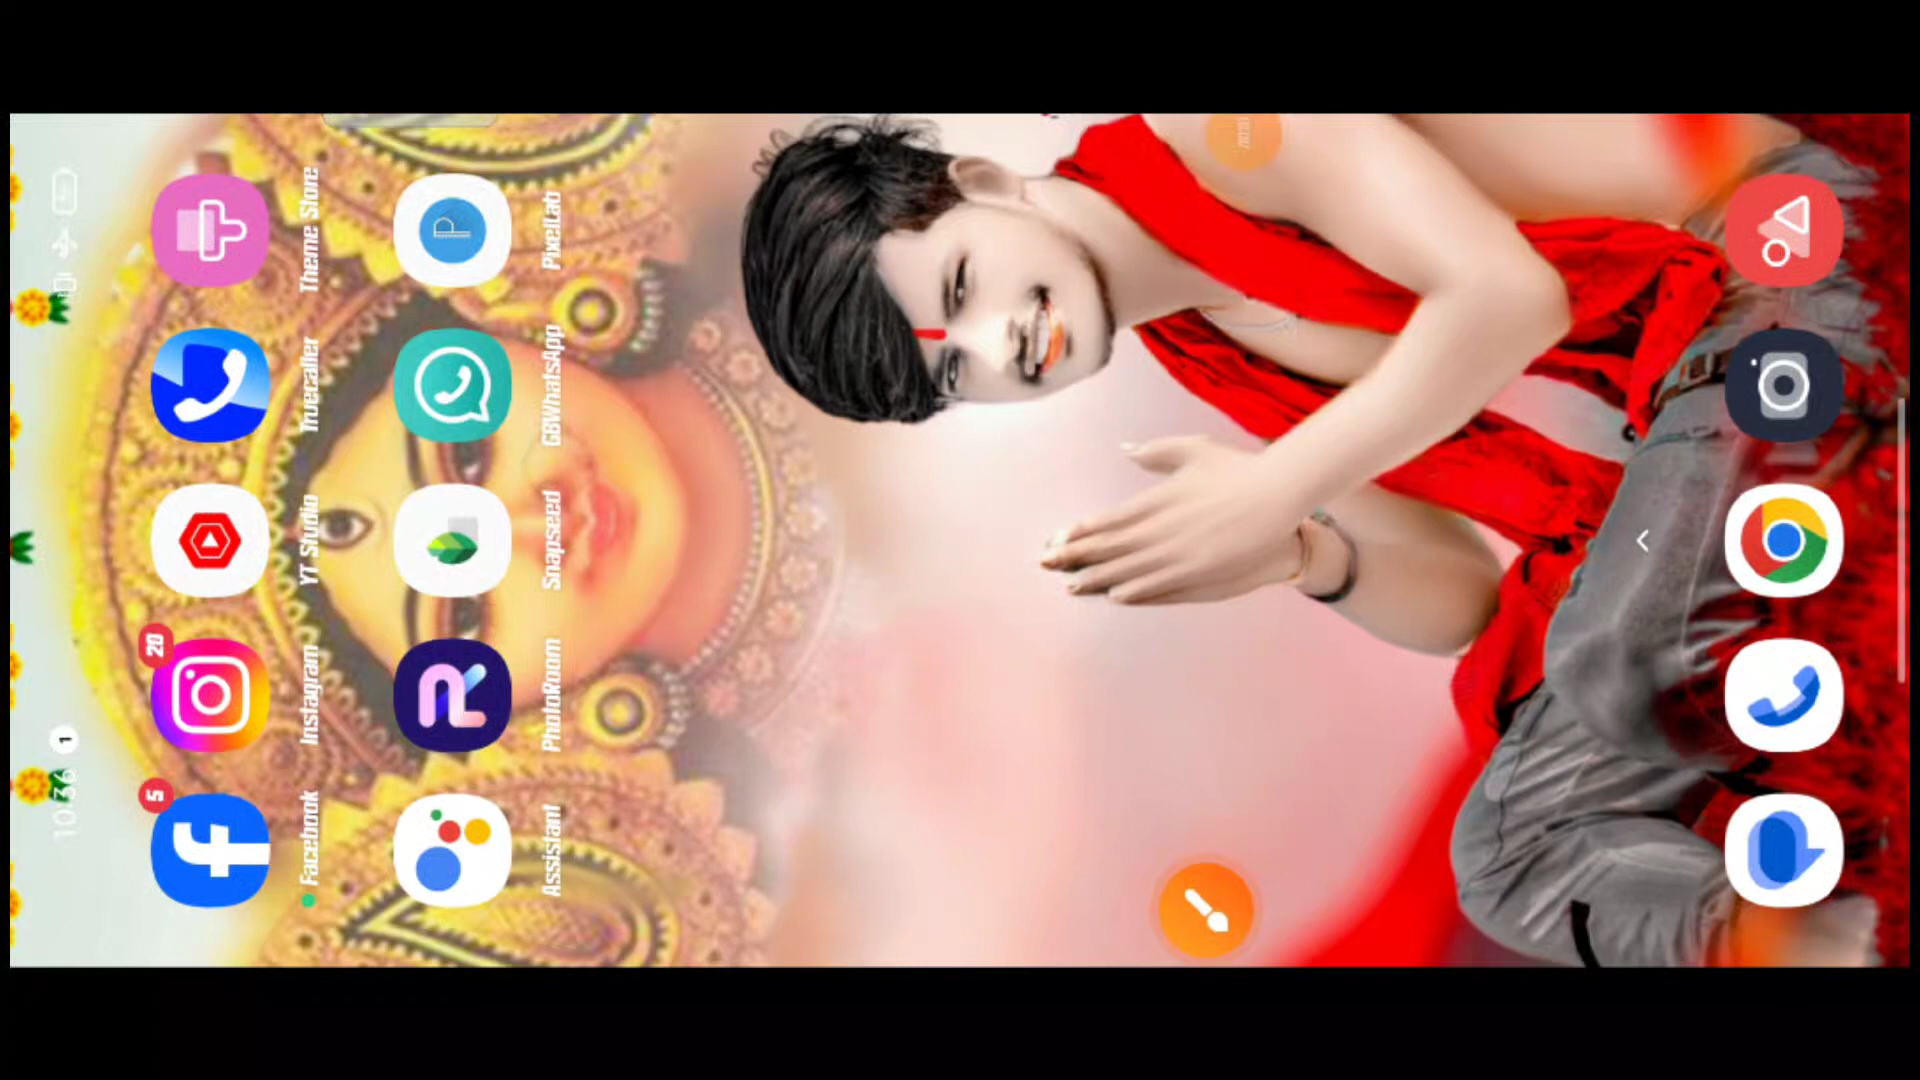 10:36 1
5
20
Facebook Instagram YT Studio Truecaller Theme Store
Assistant PhotoRoom Snapseed GBWhatsApp PixelLab